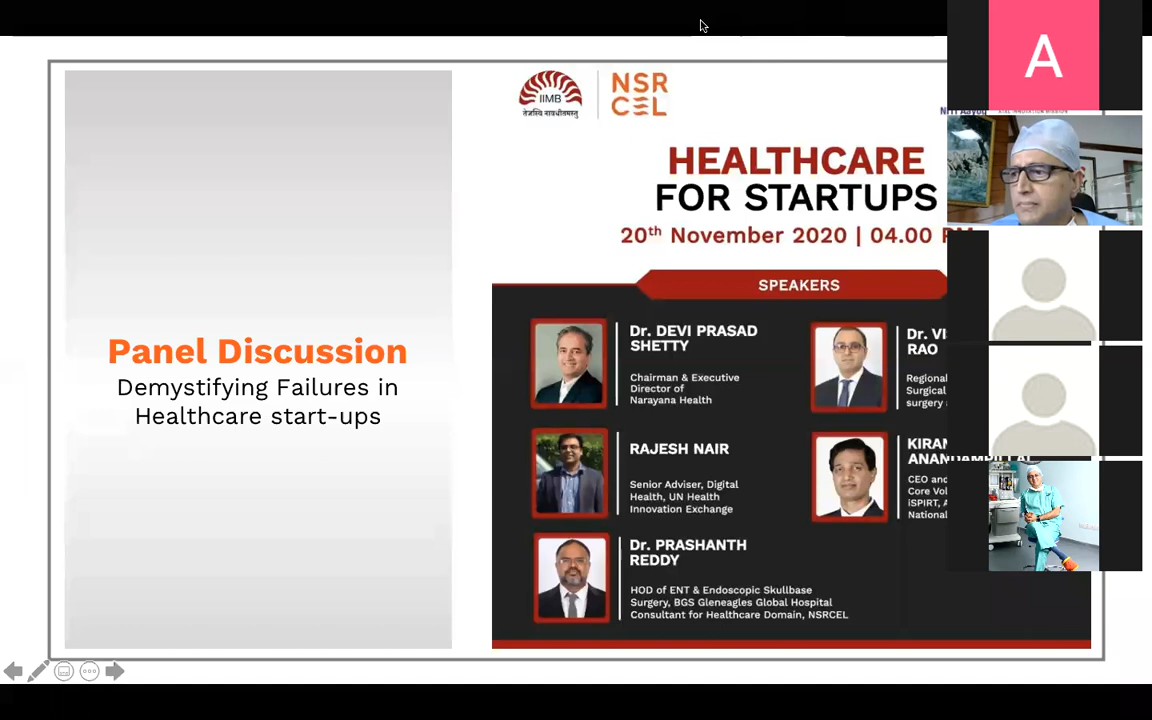 Panel Discussion
Demystifying Failures in
Healthcare start-ups
IIMB
तेजस्वि नावधीतमस्तु
NSR
CEL
HEALTHCARE
FOR STARTUPS
20th November 2020 | 04.00
SPEAKERS
Dr. DEVI PRASAD
SHETTY
Chairman & Executive
Director of
Narayana Health
RAO
Regional
Surgical
RAJESH NAIR
Senior Adviser, Digital
Health, UN Health
Innovation Exchange
KIRAN
ANANDAMPILLAI
CEO and
Core Vol
iSPIRT, A
National
Dr. PRASHANTH
REDDY
HOD of ENT & Endoscopic Skullbase
Surgery, BGS Gleneagles Global Hospital
Consultant for Healthcare Domain, NSRCEL
A